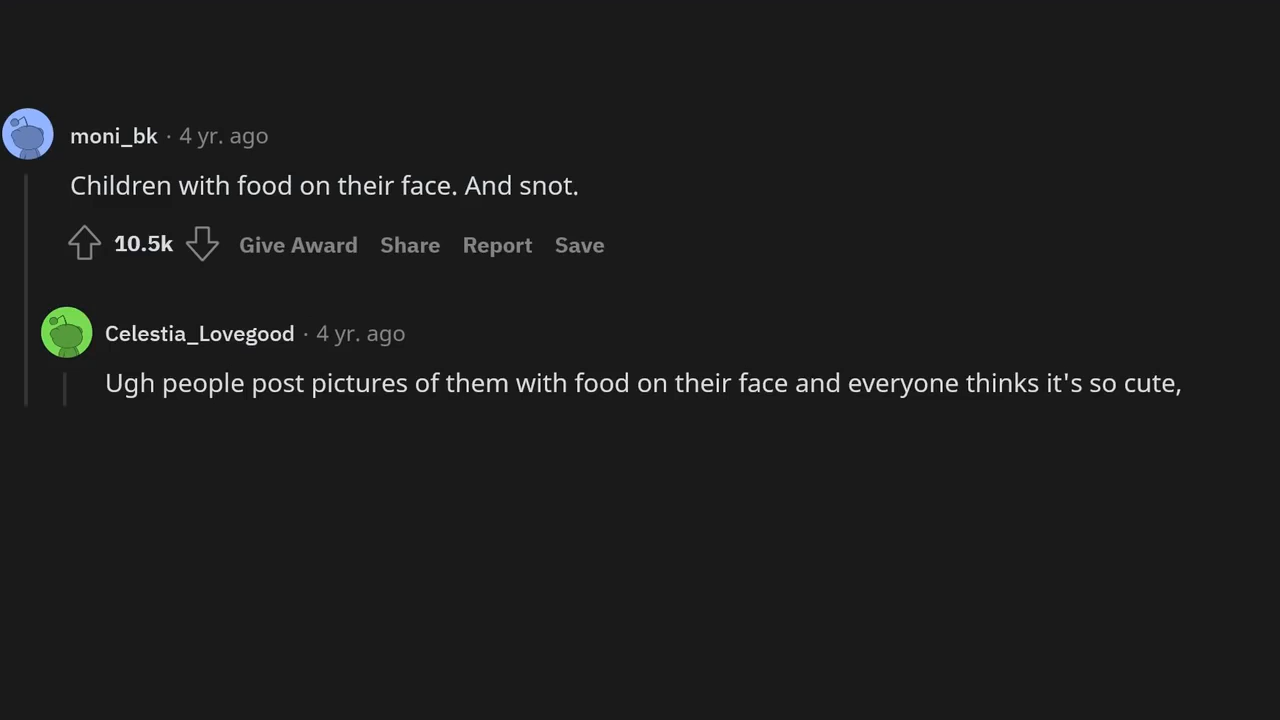 moni_bk · 4 yr. ago
Children with food on their face. And snot.
10.5k Give Award Share Report Save
Celestia_Lovegood · 4 yr. ago
Ugh people post pictures of them with food on their face and everyone thinks it's so cute,